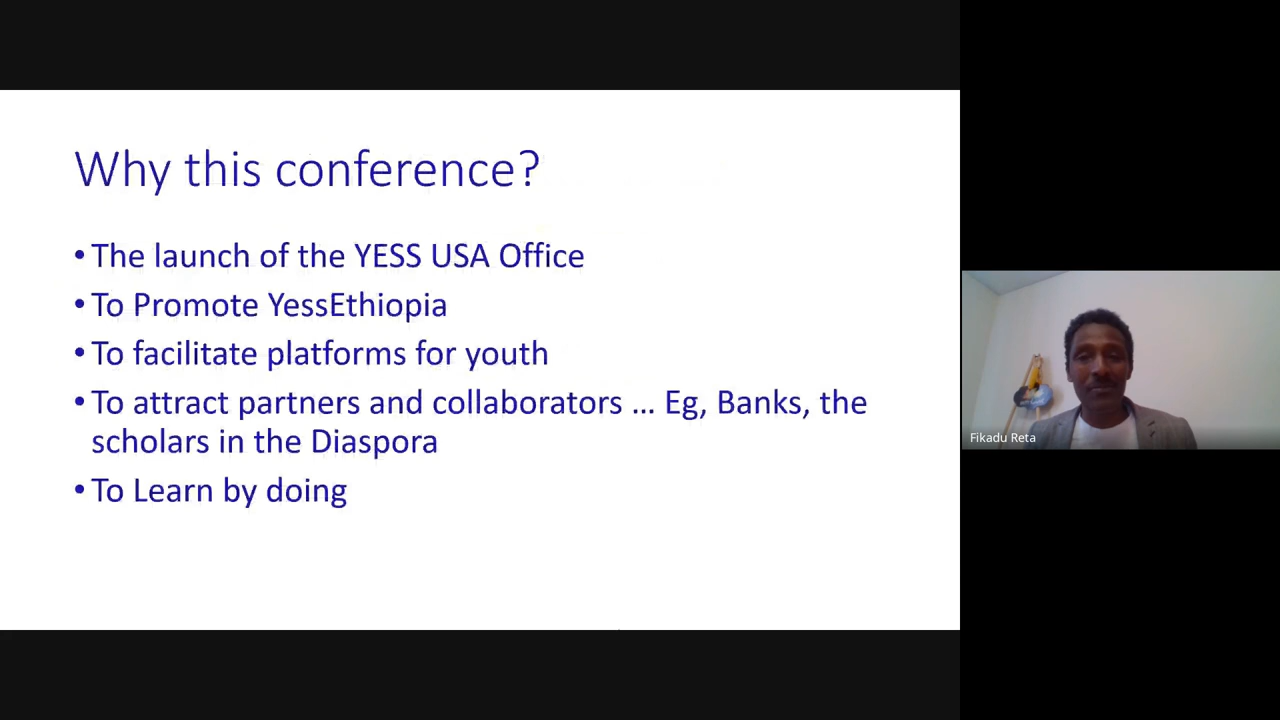 Why this conference?
• The launch of the YESS USA Office
• To Promote YessEthiopia
• To facilitate platforms for youth
• To attract partners and collaborators ... Eg, Banks, the
scholars in the Diaspora
• To Learn by doing
Fikadu Reta